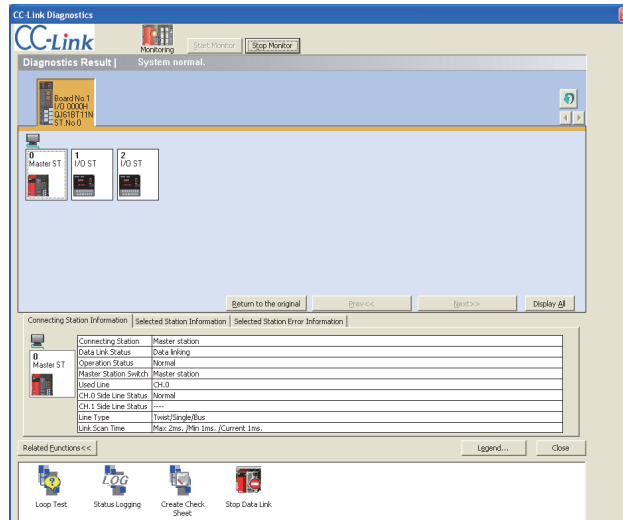 CC-Link Diagnostics
CC-Link
Monitoring
Start Monitor
Stop Monitor
Diagnostics Result | System normal.
Board No.1
I/O 0000H
QJ61BT11N
ST.No 0
0
Master ST
1
I/O ST
2
I/O ST
Return to the original
Prev<<
Next>>
Display All
Connecting Station Information
Selected Station Information
Selected Station Error Information
0
Master ST
Connecting Station Master station
Data Link Status Data linking
Operation Status Normal
Master Station Switch Master station
Used Line CH.0
CH.0 Side Line Status Normal
CH.1 Side Line Status ----
Line Type Twist/Single/Bus
Link Scan Time Max 2ms. /Min 1ms. /Current 1ms.
Related Functions<<
Legend...
Close
LOG
Loop Test
Status Logging
Create Check
Sheet
Stop Data Link